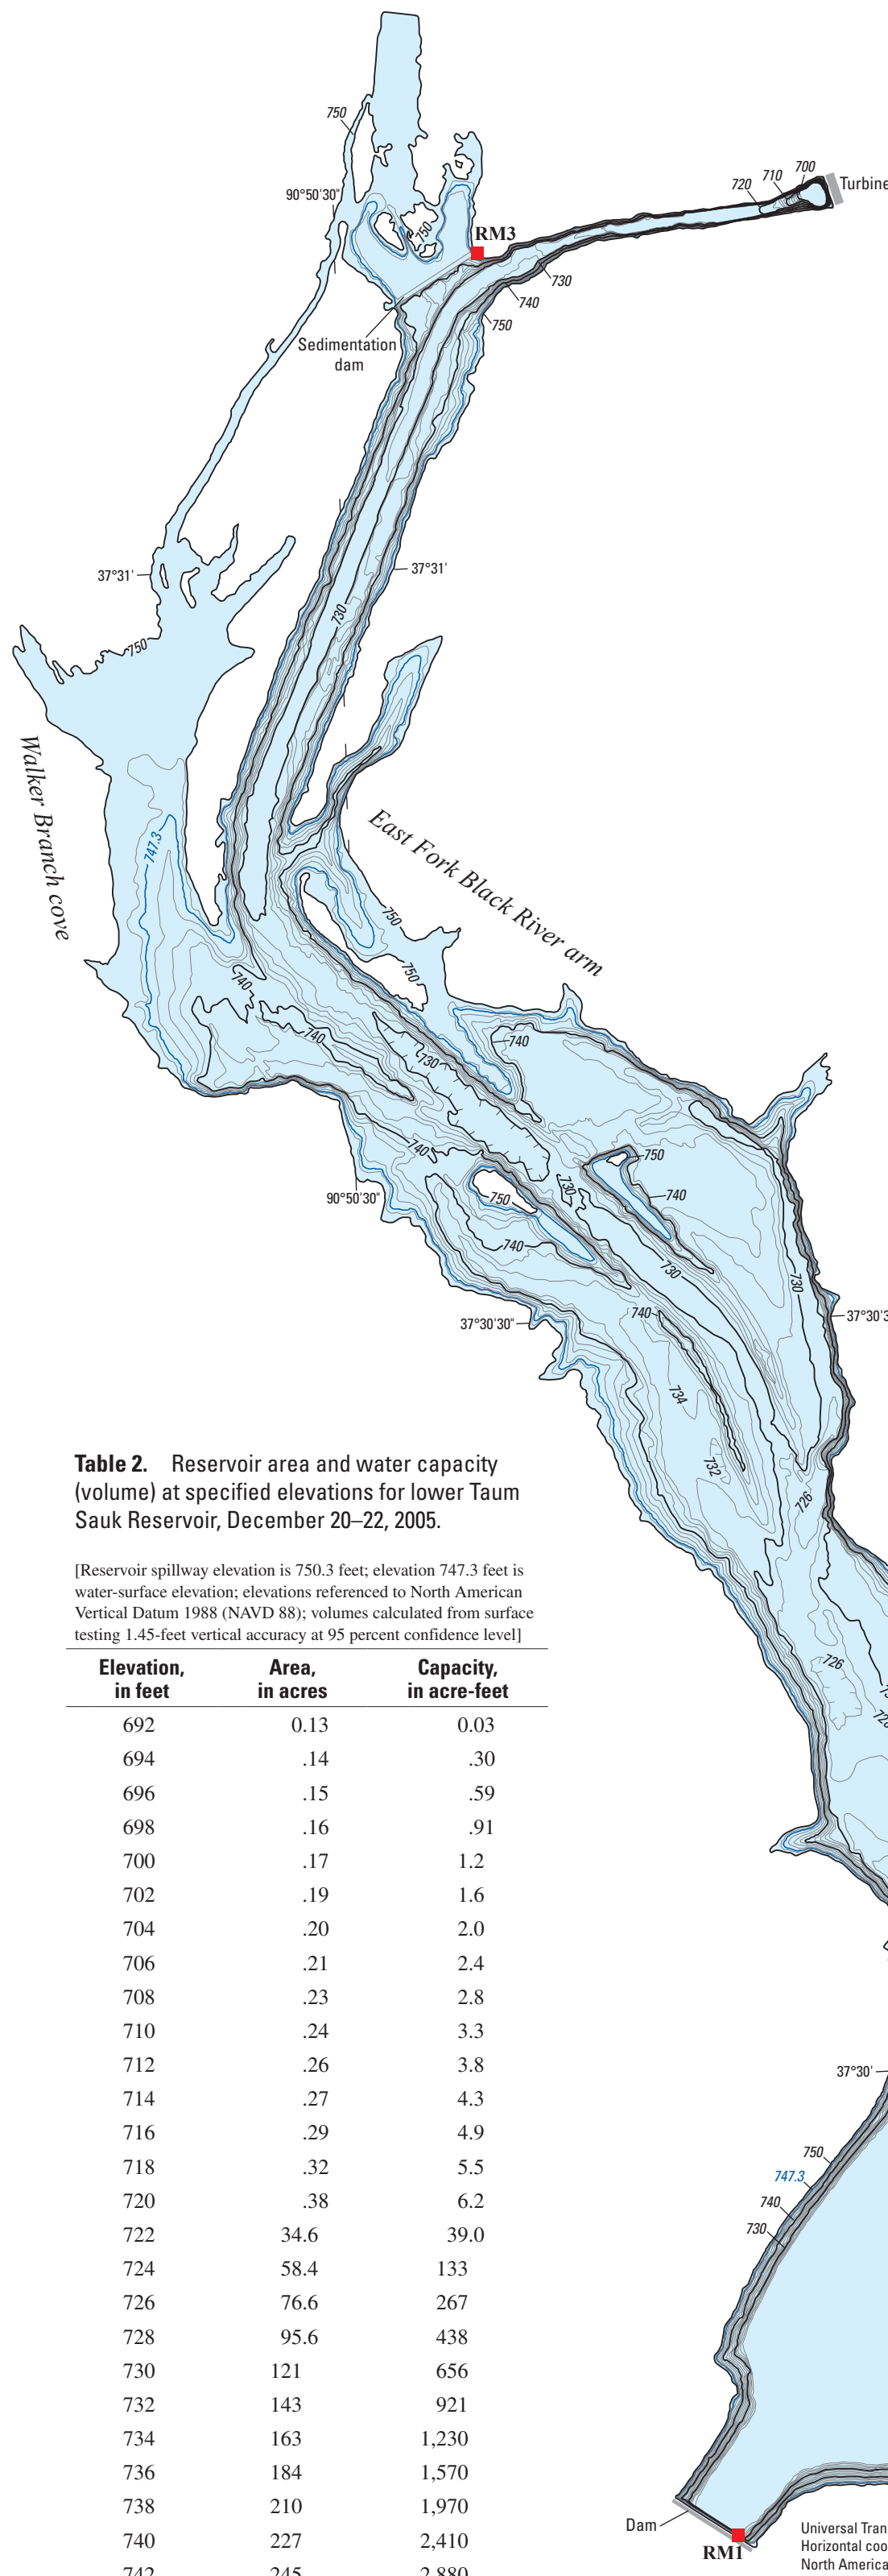 750
90°50'30"
RM3
750
720
710
700
Turbine
730
740
750
Sedimentation
dam
37°31'
37°31'
730
750
Walker Branch cove
747.3
East Fork Black River arm
750
750
740
740
740
730
740
750
740
90°50'30"
750
730
740
730
730
740
37°30'30"
734
732
726
Table 2. Reservoir area and water capacity
(volume) at specified elevations for lower Taum
Sauk Reservoir, December 20–22, 2005.
[Reservoir spillway elevation is 750.3 feet; elevation 747.3 feet is
water-surface elevation; elevations referenced to North American
Vertical Datum 1988 (NAVD 88); volumes calculated from surface
testing 1.45-feet vertical accuracy at 95 percent confidence level]
Elevation, Area, Capacity,
in feet in acres in acre-feet
692 0.13 0.03
694 .14 .30
696 .15 .59
698 .16 .91
700 .17 1.2
702 .19 1.6
704 .20 2.0
706 .21 2.4
708 .23 2.8
710 .24 3.3
712 .26 3.8
714 .27 4.3
716 .29 4.9
718 .32 5.5
720 .38 6.2
722 34.6 39.0
724 58.4 133
726 76.6 267
728 95.6 438
730 121 656
732 143 921
734 163 1,230
736 184 1,570
738 210 1,970
740 227 2,410
742 245 2,880
726
37°30'
750
747.3
740
730
Dam
RM1
Universal Tran
Horizontal coo
North America